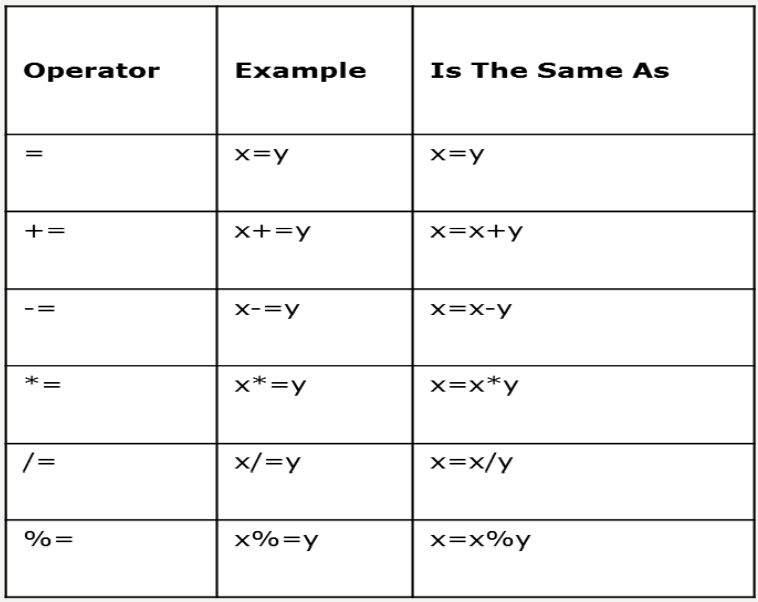 Operator Example Is The Same As
= x=y x=y
+= x+=y x=x+y
-= x-=y x=x-y
*= x*=y x=x*y
/= x/=y x=x/y
%= x%=y x=x%y